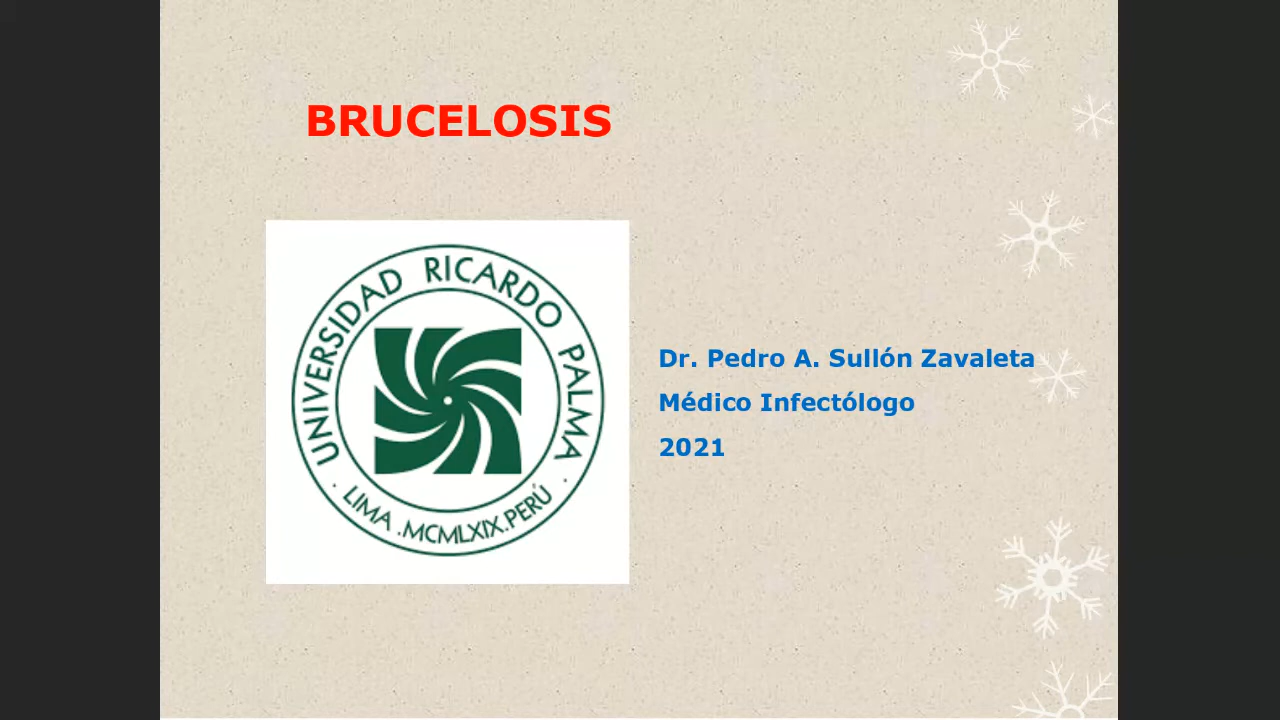 BRUCELOSIS
UNIVERSIDAD RICARDO PALMA
. LIMA .MCMLXIX.PERÚ .
Dr. Pedro A. Sullón Zavaleta
Médico Infectólogo
2021